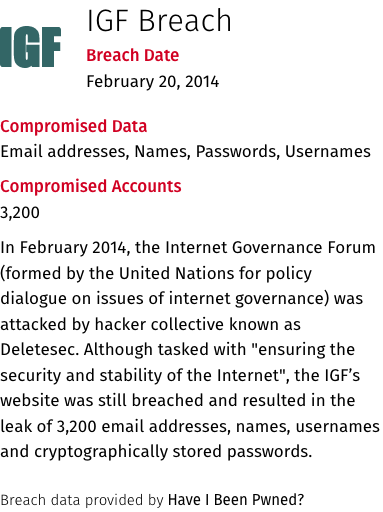 IGF
IGF Breach
Breach Date
February 20, 2014
Compromised Data
Email addresses, Names, Passwords, Usernames
Compromised Accounts
3,200
In February 2014, the Internet Governance Forum
(formed by the United Nations for policy
dialogue on issues of internet governance) was
attacked by hacker collective known as
Deletesec. Although tasked with "ensuring the
security and stability of the Internet", the IGF’s
website was still breached and resulted in the
leak of 3,200 email addresses, names, usernames
and cryptographically stored passwords.
Breach data provided by Have I Been Pwned?